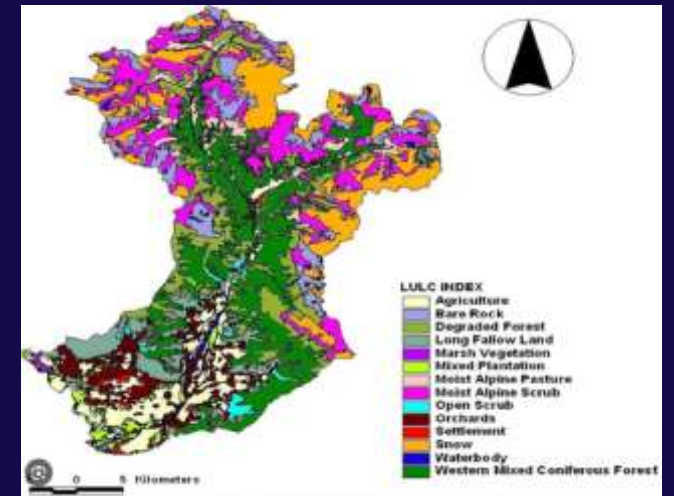 LULC INDEX
Agriculture
Bare Rock
Degraded Forest
Long Fallow Land
Marsh Vegetation
Mixed Plantation
Moist Alpine Pasture
Moist Alpine Scrub
Open Scrub
Orchards
Settlement
Snow
Waterbody
Western Mixed Coniferous Forest
0 5 Kilometers